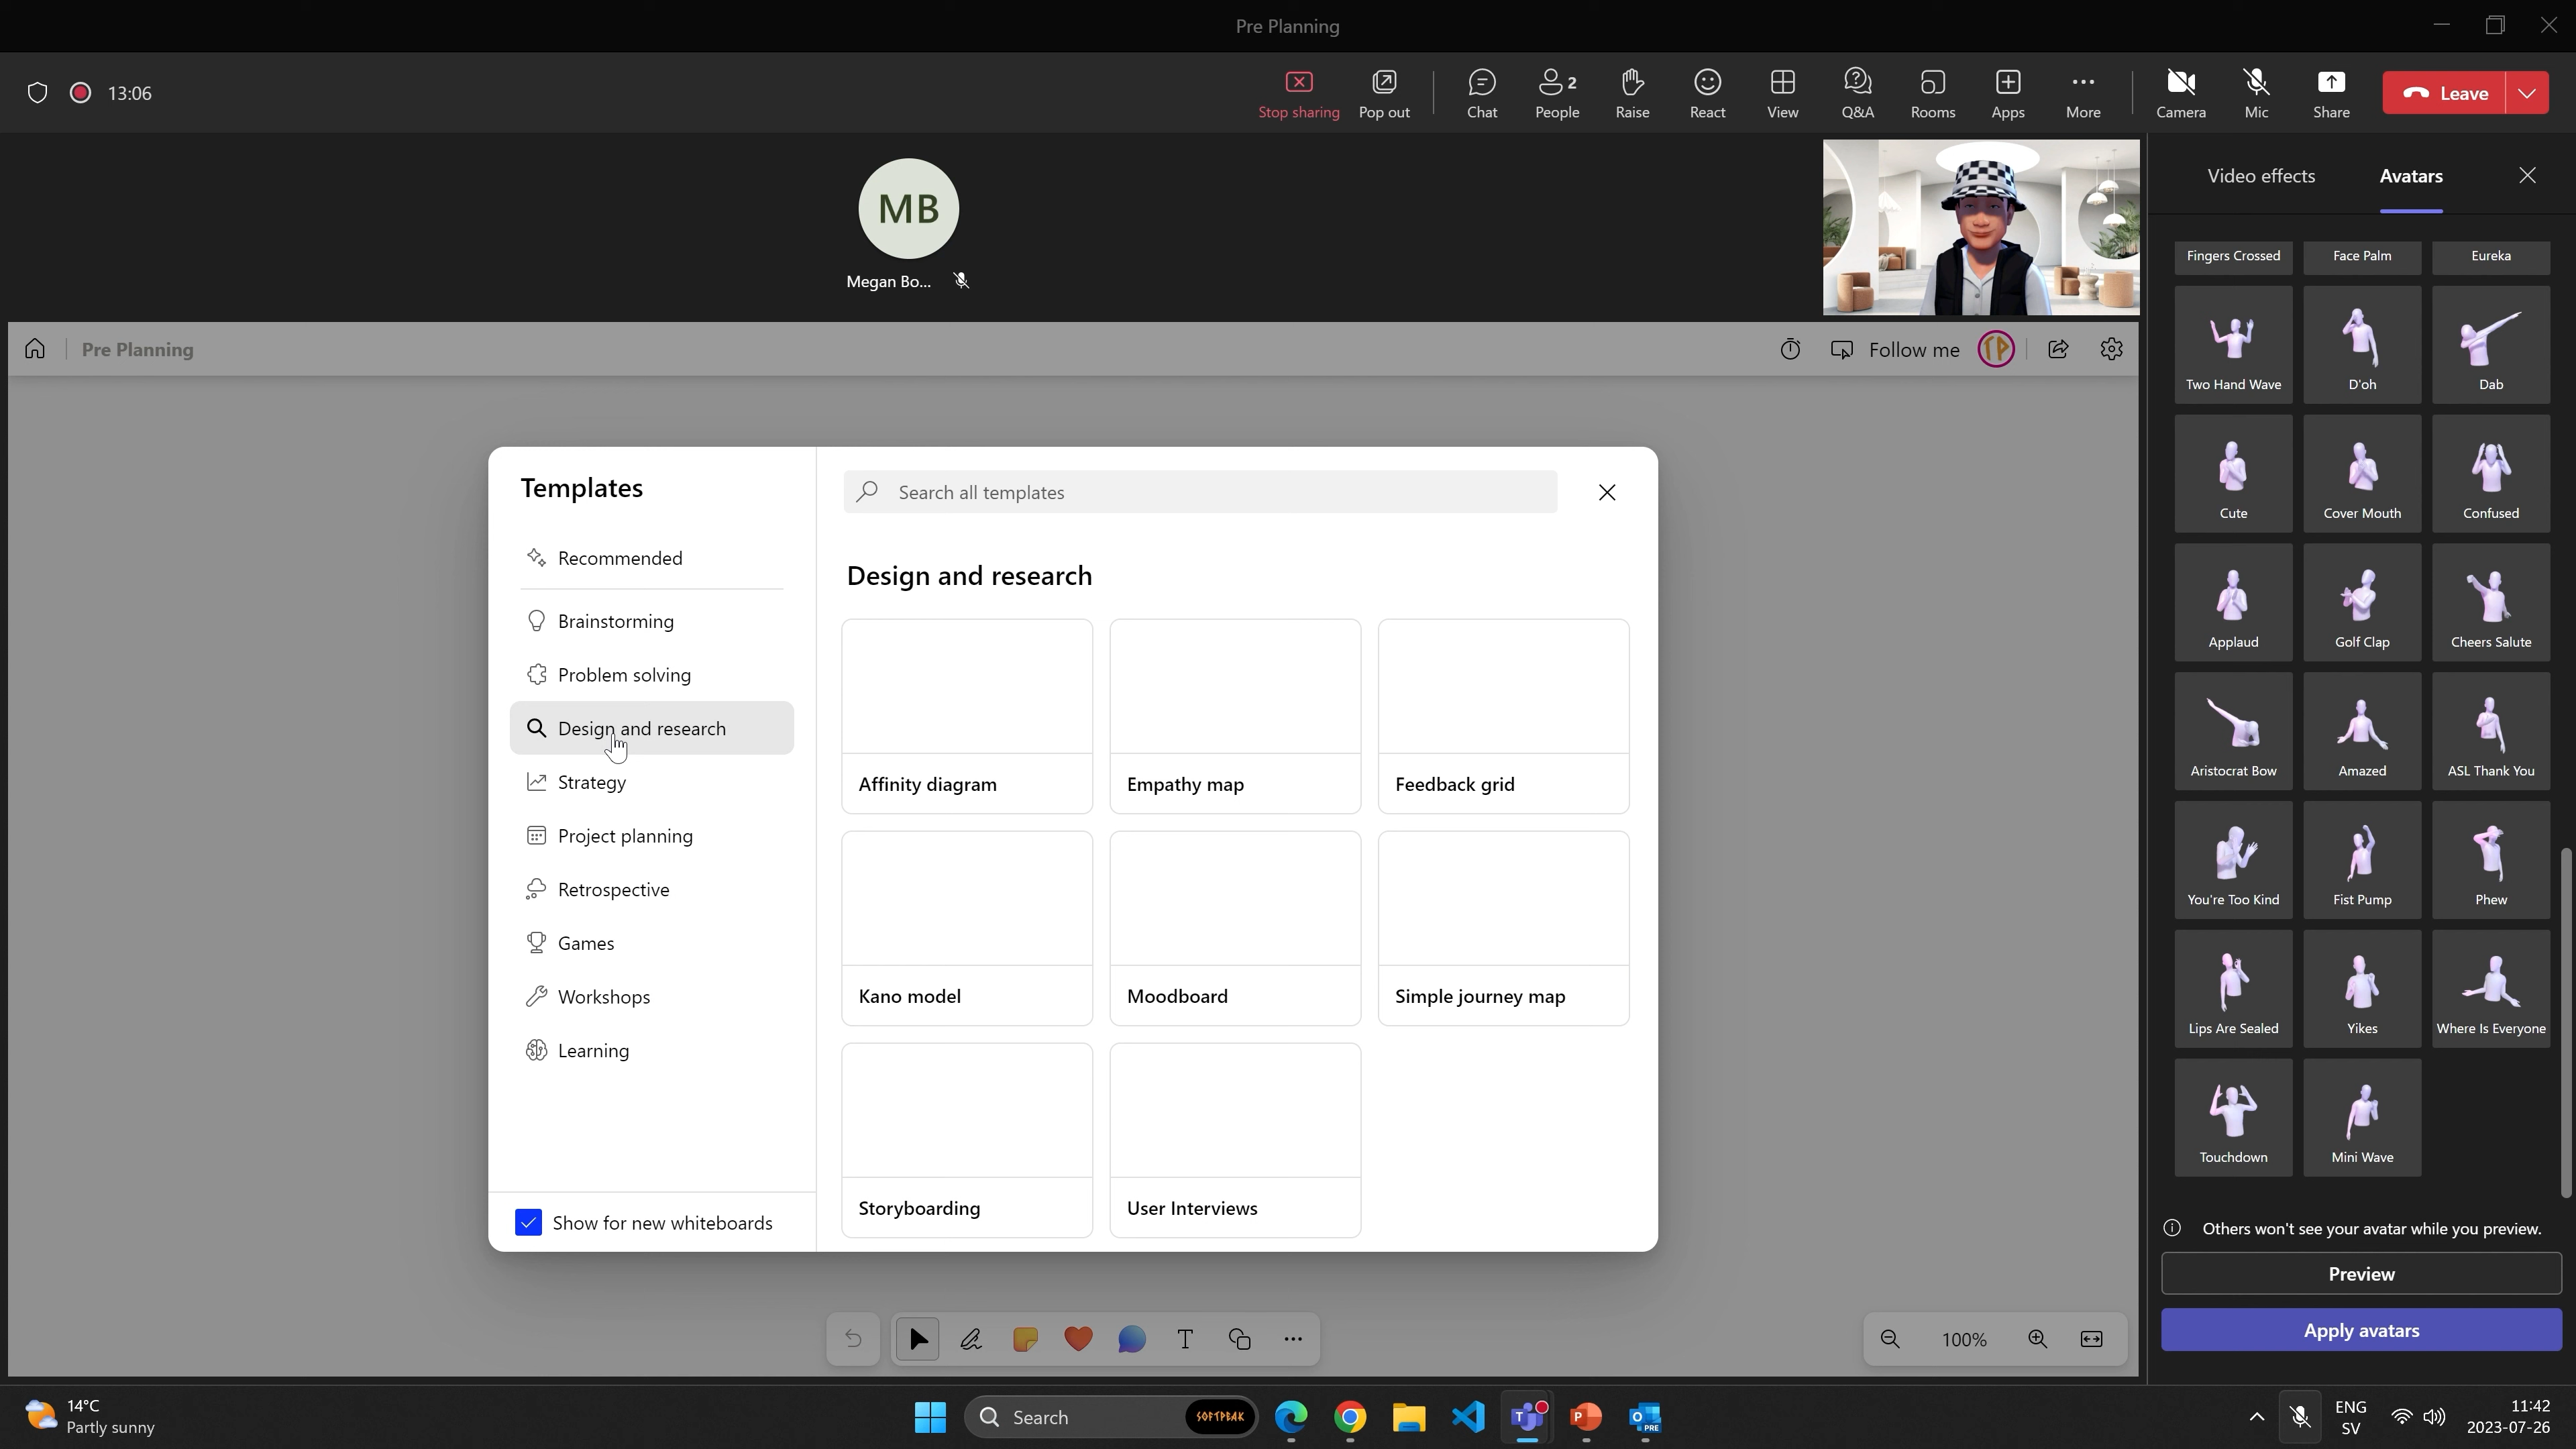 Pre Planning
13:06
Stop sharing
Pop out
Chat
2
People
Raise
React
View
Q&A
Rooms
Apps
More
Camera
Mic
Share
Leave
MB
Megan Bo...
Video effects
Avatars
Fingers Crossed
Face Palm
Eureka
Two Hand Wave
D'oh
Dab
Cute
Cover Mouth
Confused
Applaud
Golf Clap
Cheers Salute
Aristocrat Bow
Amazed
ASL Thank You
You're Too Kind
Fist Pump
Phew
Lips Are Sealed
Yikes
Where Is Everyone
Touchdown
Mini Wave
Others won't see your avatar while you preview.
Preview
Apply avatars
Pre Planning
Follow me
TP
Templates
Recommended
Brainstorming
Problem solving
Design and research
Strategy
Project planning
Retrospective
Games
Workshops
Learning
Show for new whiteboards
Search all templates
Design and research
Affinity diagram
Empathy map
Feedback grid
Kano model
Moodboard
Simple journey map
Storyboarding
User Interviews
T
100%
14°C
Partly sunny
Search
SOFTPEAK
T
P
O
PRE
ENG
SV
11:42
2023-07-26